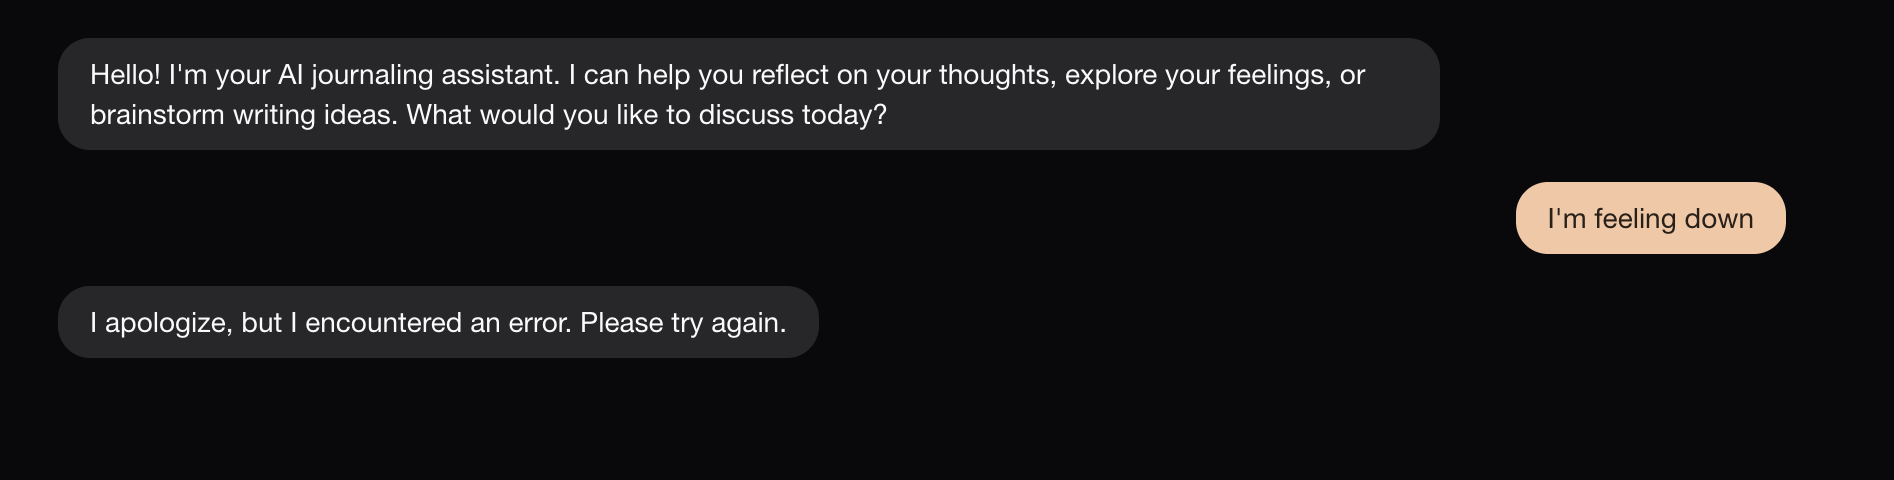 Hello! I'm your AI journaling assistant. I can help you reflect on your thoughts, explore your feelings, or
brainstorm writing ideas. What would you like to discuss today?
I'm feeling down
I apologize, but I encountered an error. Please try again.